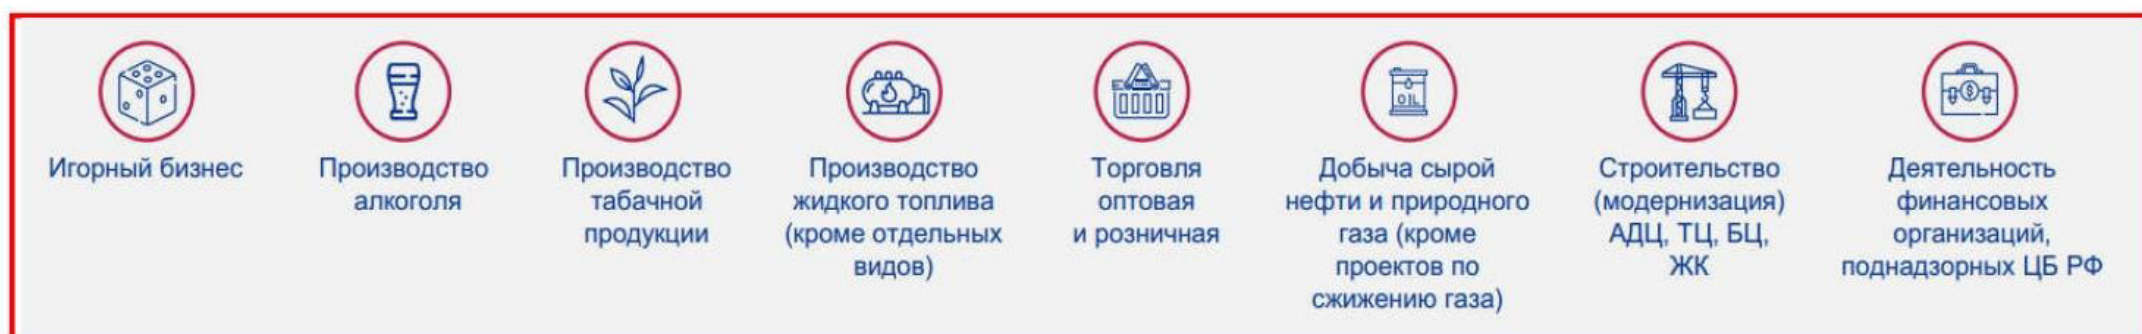 OIL
Игорный бизнес
Производство
алкоголя
Производство
табачной
продукции
Производство
жидкого топлива
(кроме отдельных
видов)
Торговля
оптовая
и розничная
Добыча сырой
нефти и природного
газа (кроме
проектов по
сжижению газа)
Строительство
(модернизация)
АДЦ, ТЦ, БЦ,
ЖК
Деятельность
финансовых
организаций,
поднадзорных ЦБ РФ